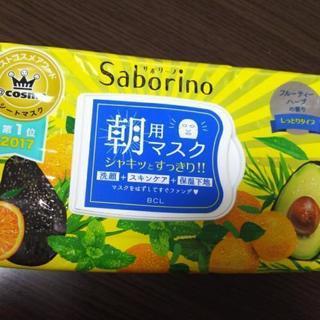 ベストコスメアワード
@cosme
シートマスク
第1位
2017
サボリーノ
Saborino
フルーティー
ハーブ
の香り
しっとりタイプ
朝用マスク
シャキッとすっきり!!
洗顔+スキンケア+保湿下地
マスクをはずしてすぐファンデ♥
BCL